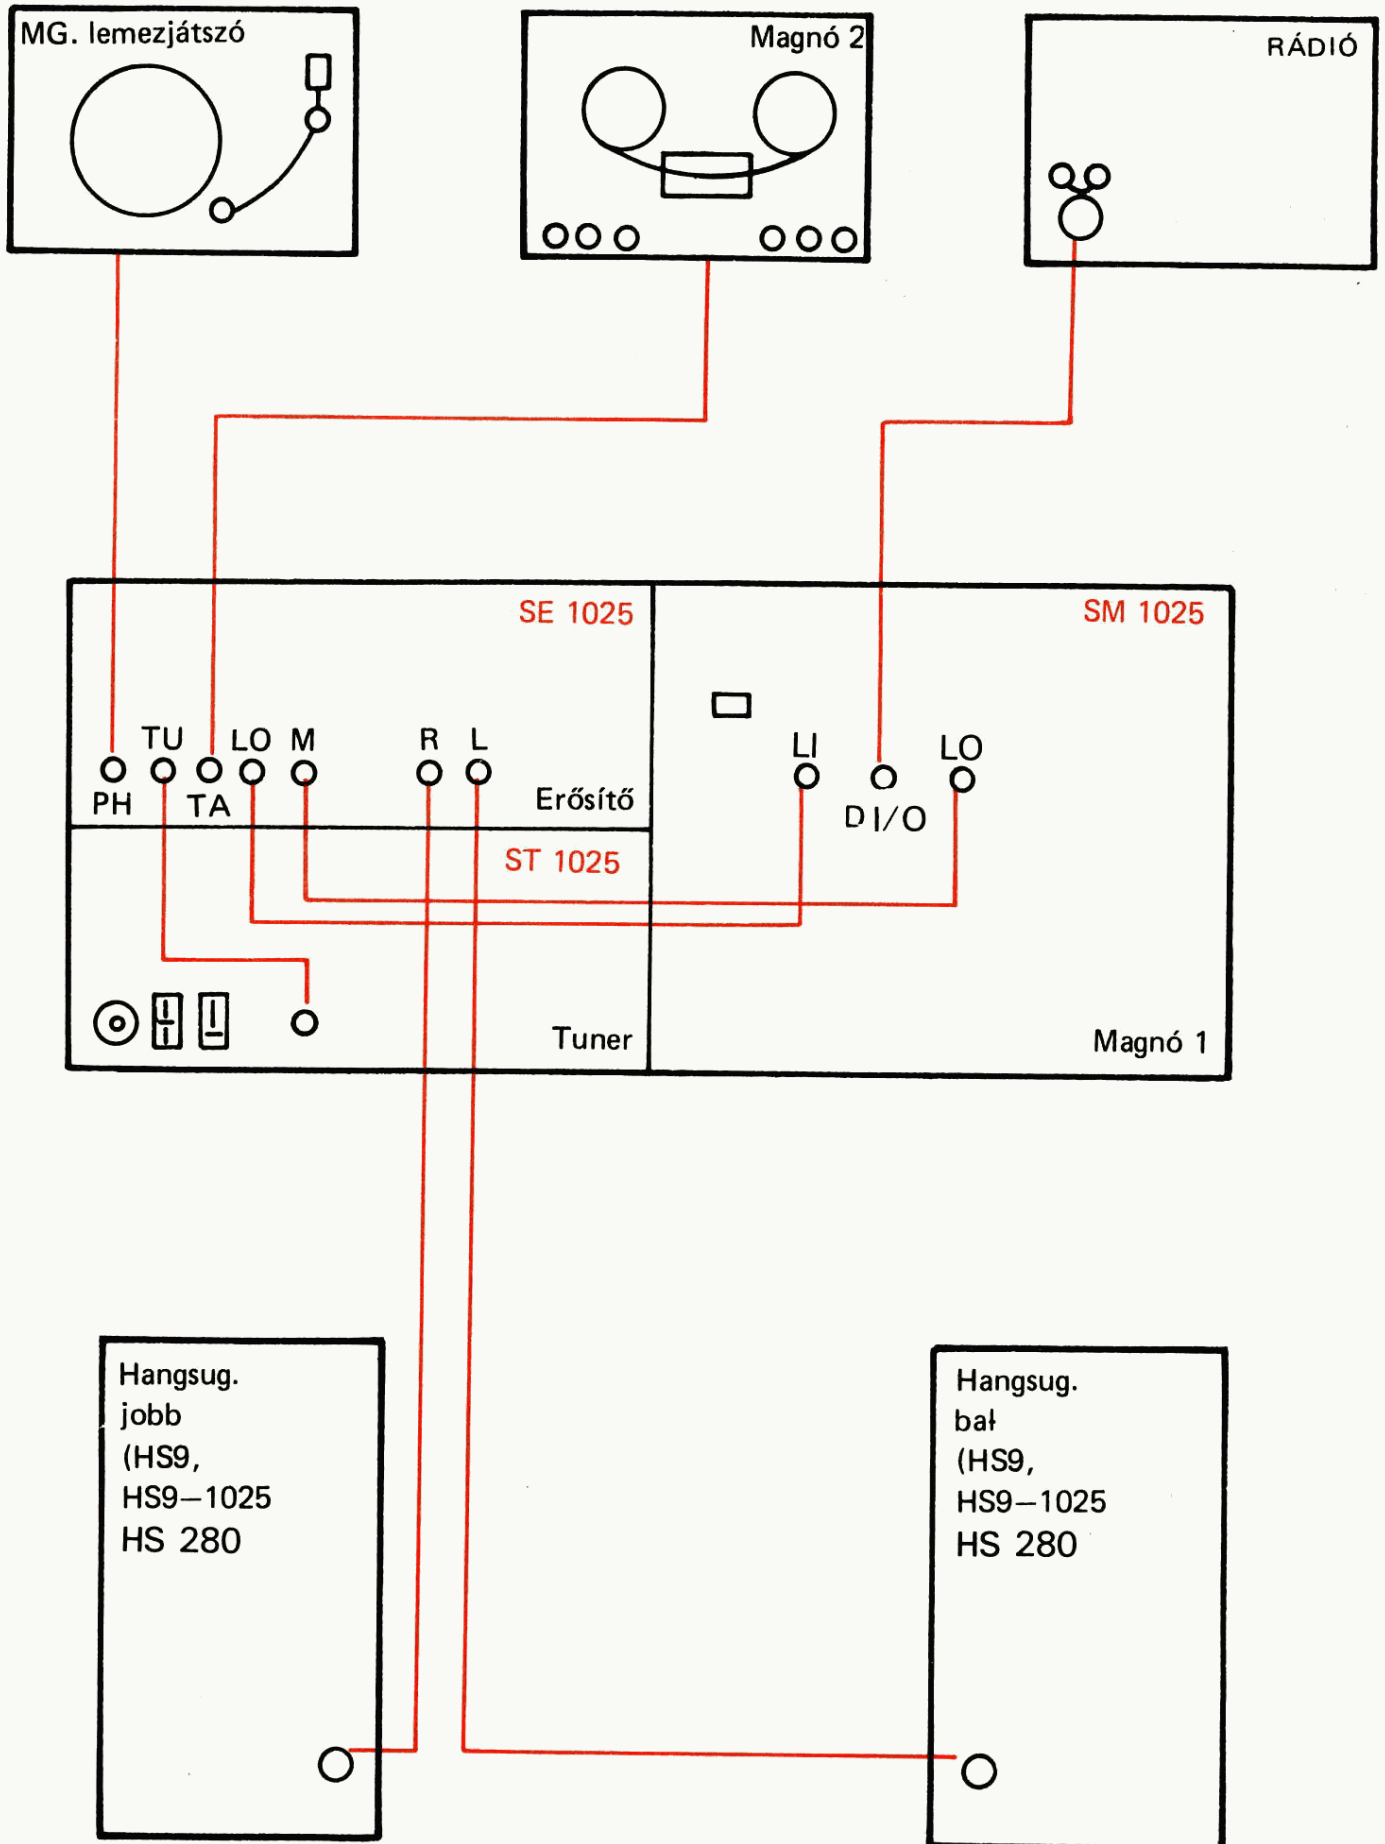 MG. lemezjátszó
Magnó 2
RÁDIÓ
SE 1025
SM 1025
TU LO M R L
PH TA
Erősítő
LI LO
D I/O
ST 1025
Tuner
Magnó 1
Hangsug.
jobb
(HS9,
HS9–1025
HS 280
Hangsug.
bal
(HS9,
HS9–1025
HS 280